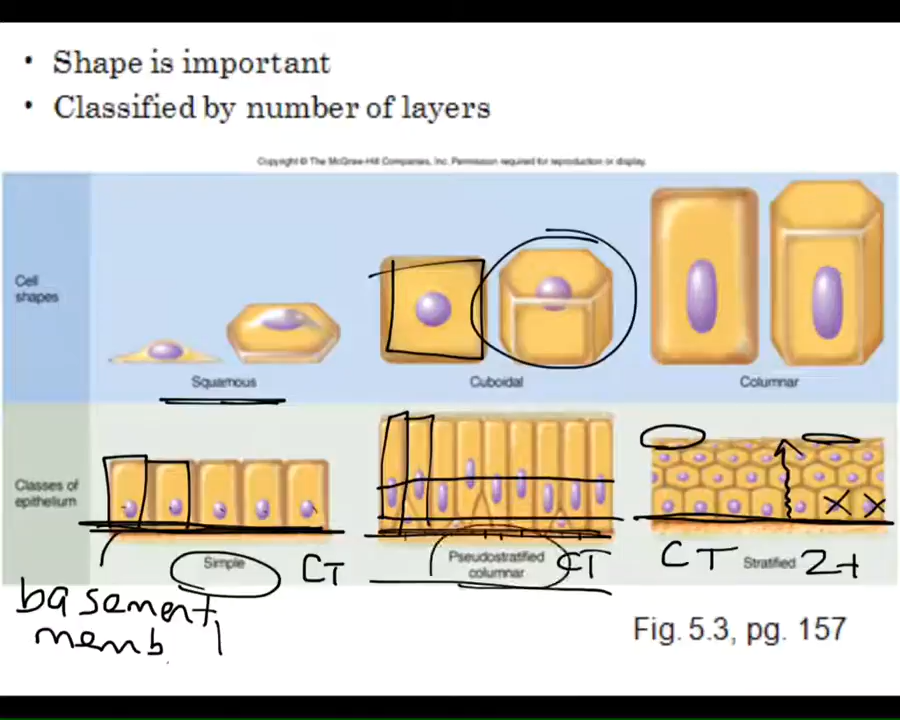 • Shape is important
• Classified by number of layers
Copyright © The McGraw-Hill Companies, Inc. Permission required for reproduction or display.
Cell
shapes
Squamous
Cuboidal
Columnar
Classes of
epithelium
Simple
CT
Pseudostratified
columnar
CT
CT
Stratified
2+
basement
memb
1
Fig. 5.3, pg. 157